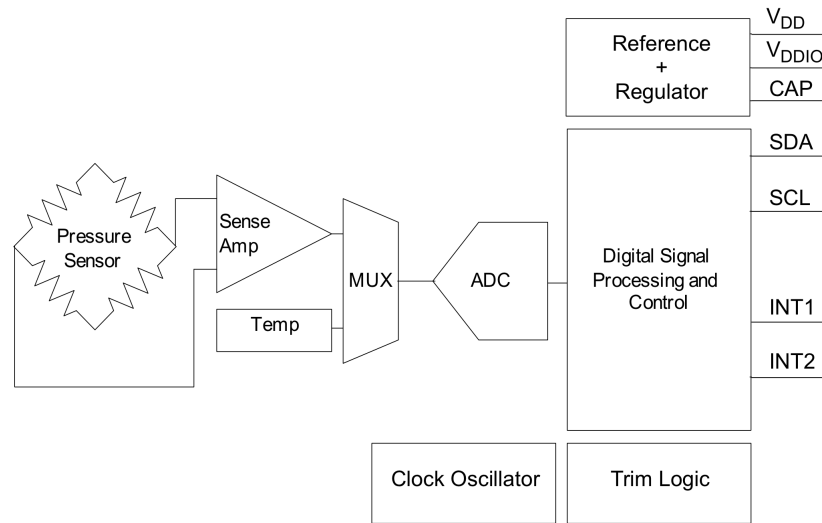 Reference
+
Regulator
VDD
VDDIO
CAP
SDA
SCL
INT1
INT2
Pressure
Sensor
Sense
Amp
Temp
MUX
ADC
Digital Signal
Processing and
Control
Clock Oscillator
Trim Logic